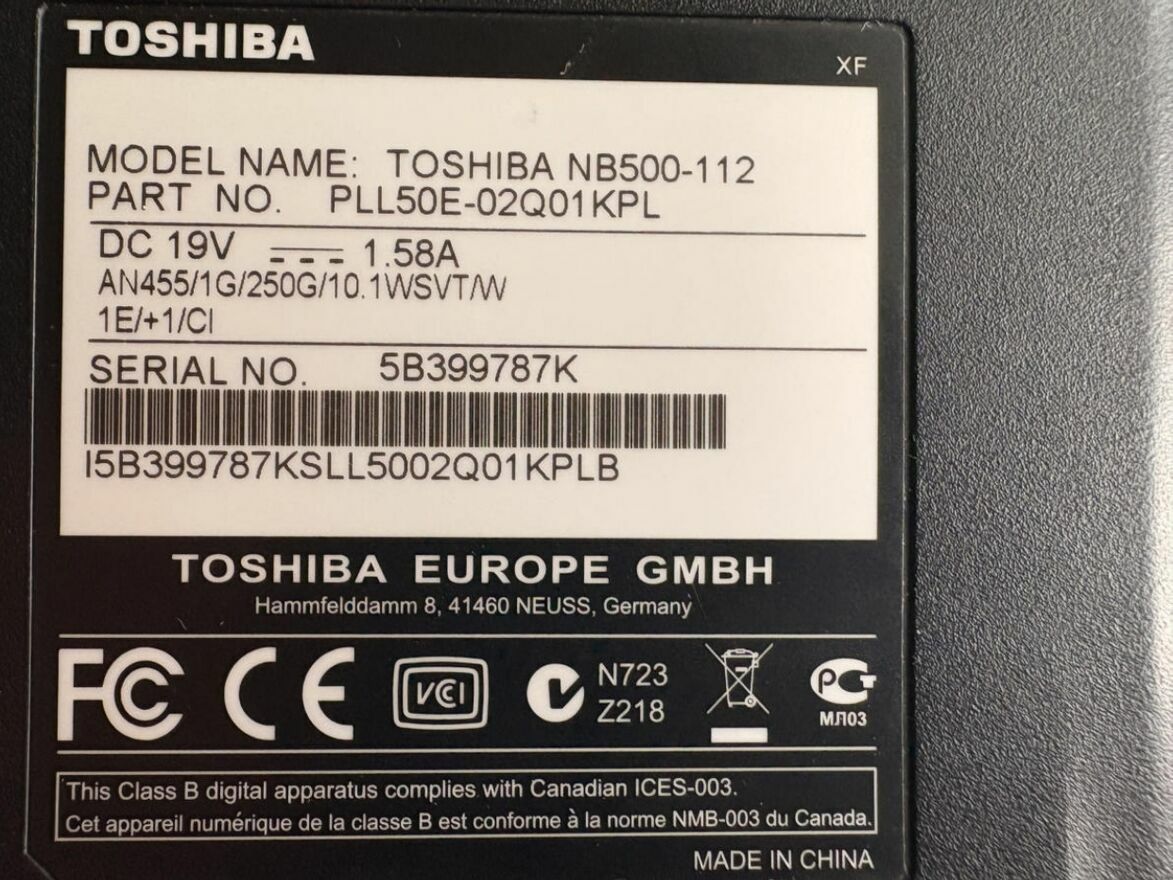 TOSHIBA
XF
MODEL NAME: TOSHIBA NB500-112
PART NO. PLL50E-02Q01KPL
DC 19V 1.58A
AN455/1G/250G/10.1WSVT/W
1E/+1/CI
SERIAL NO. 5B399787K
I5B399787KSLL5002Q01KPLB
TOSHIBA EUROPE GMBH
Hammfelddamm 8, 41460 NEUSS, Germany
FC CE VCCI N723
Z218
РСТ
МЛ03
This Class B digital apparatus complies with Canadian ICES-003.
Cet appareil numérique de la classe B est conforme à la norme NMB-003 du Canada.
MADE IN CHINA